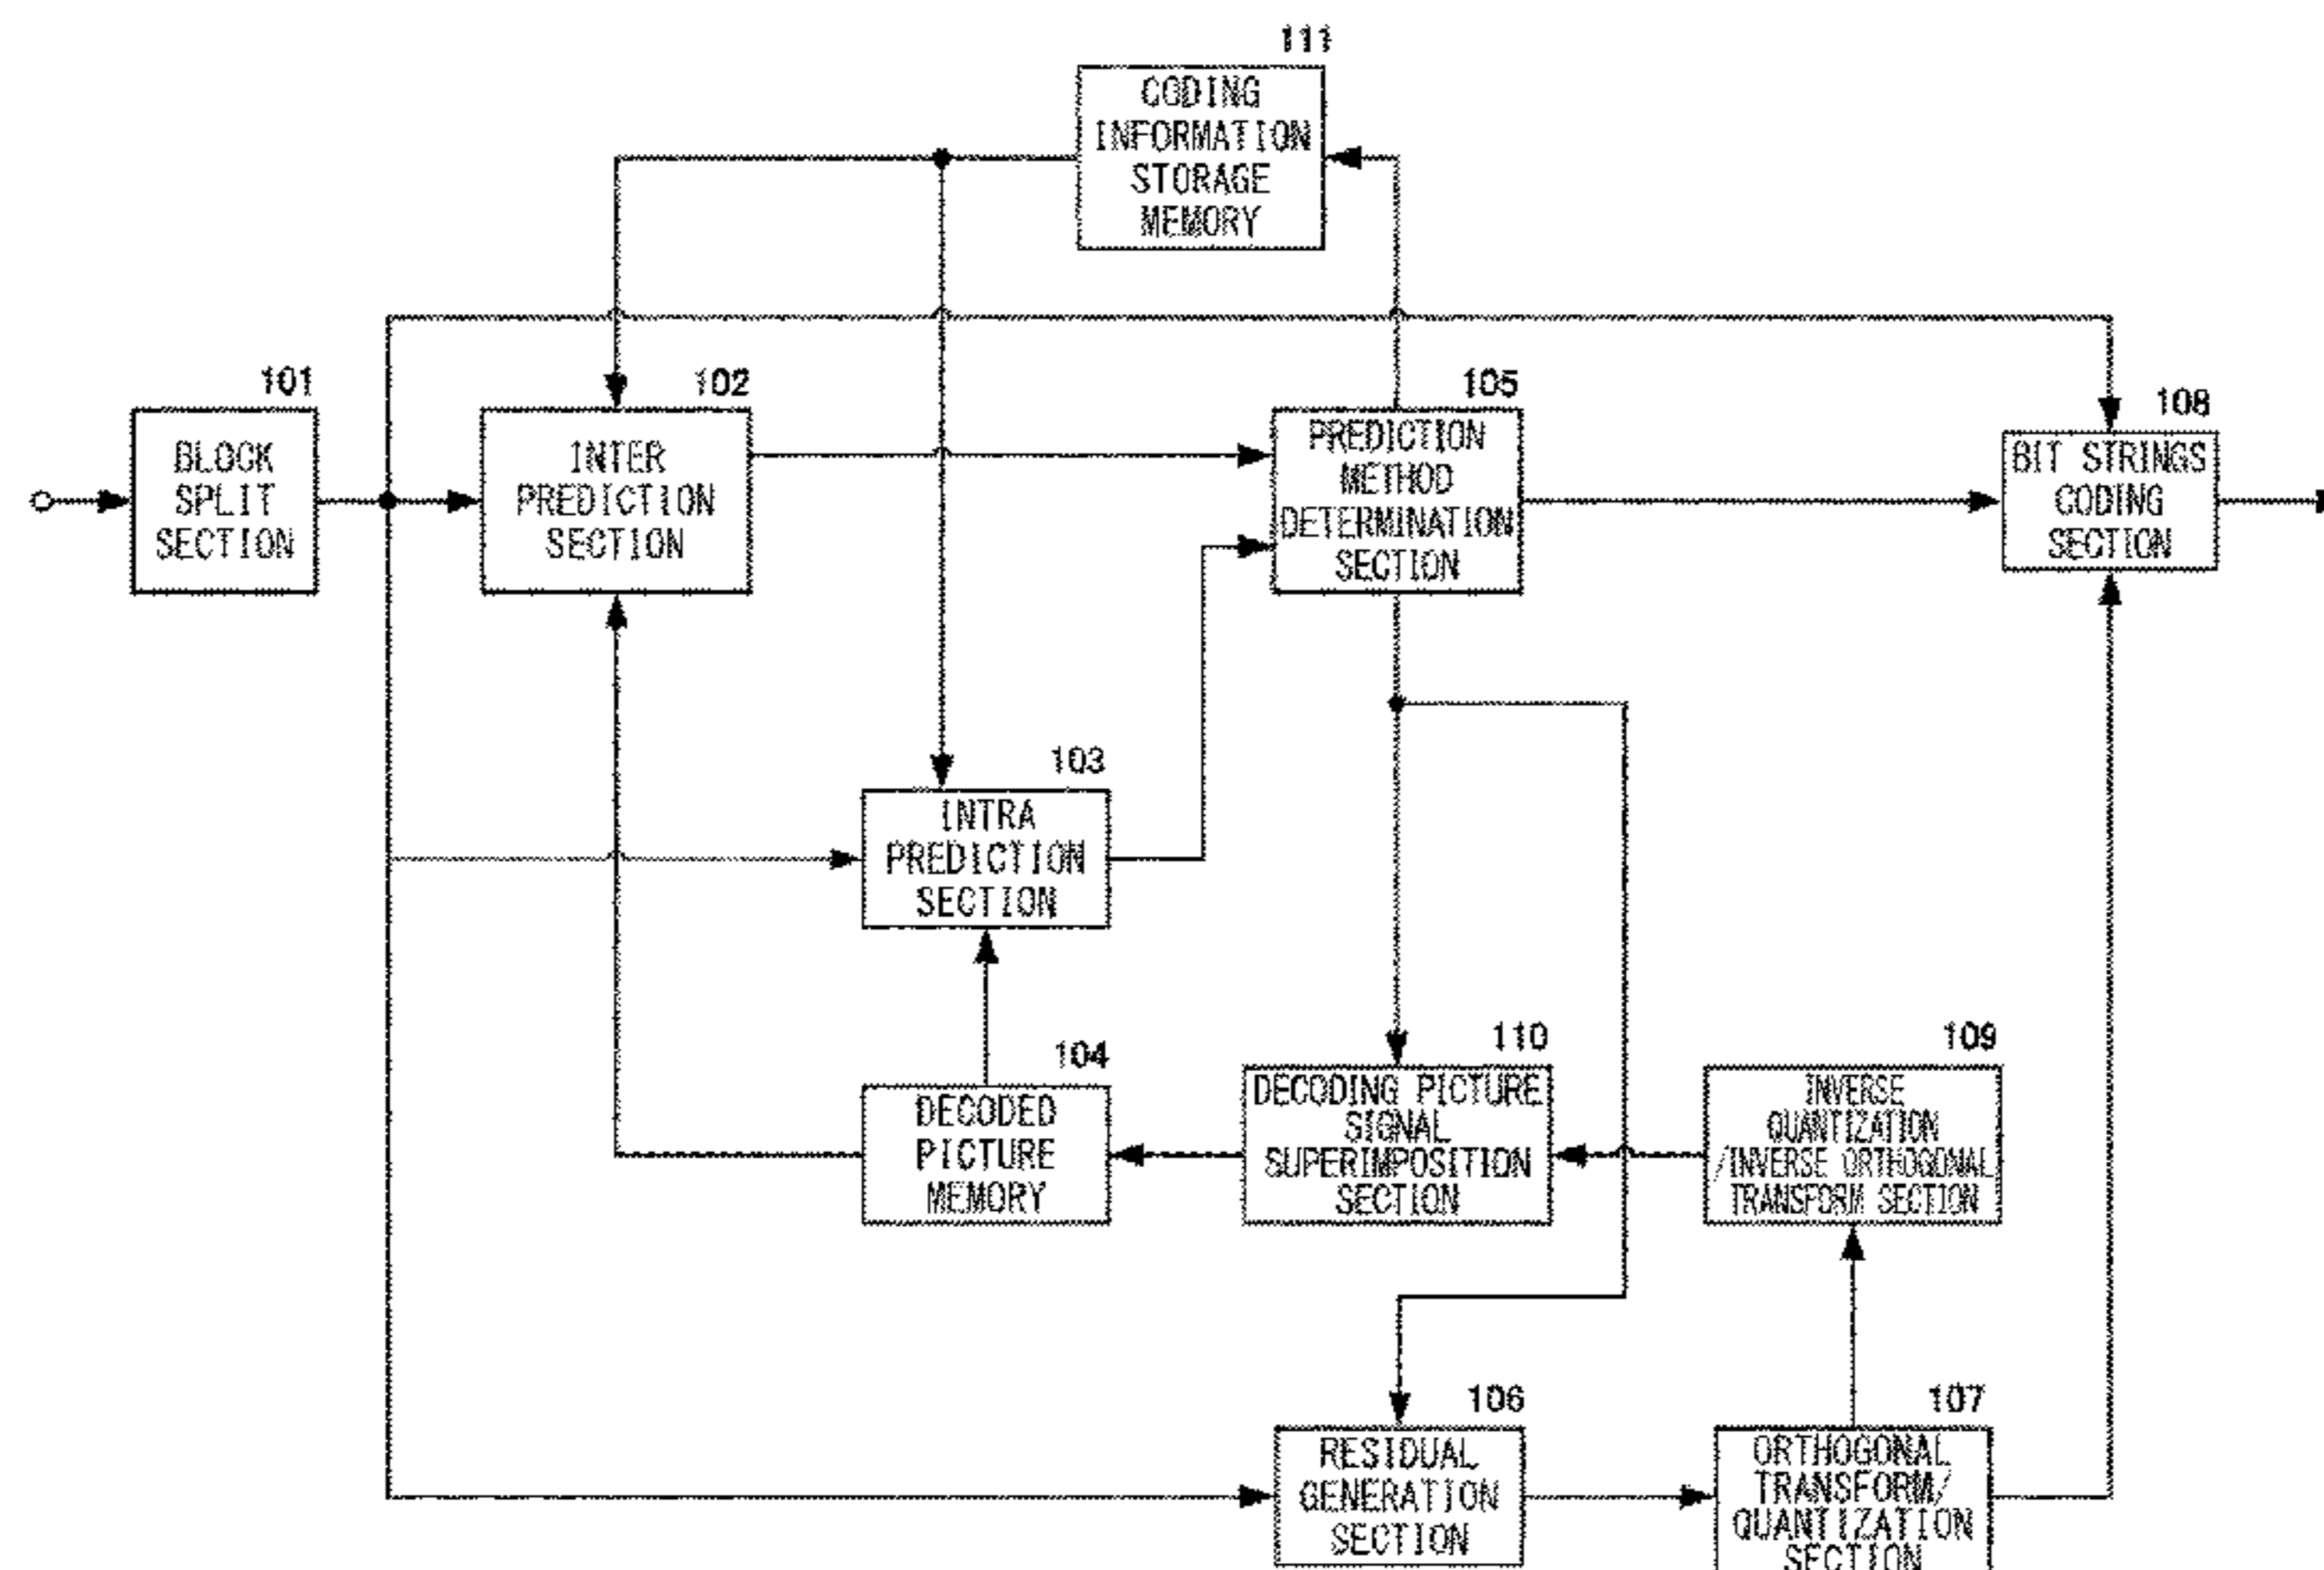 111
CODING
INFORMATION
STORAGE
MEMORY
101
BLOCK
SPLIT
SECTION
102
INTER
PREDICTION
SECTION
105
PREDICTION
METHOD
DETERMINATION
SECTION
108
BIT STRINGS
CODING
SECTION
103
INTRA
PREDICTION
SECTION
104
DECODED
PICTURE
MEMORY
110
DECODING PICTURE
SIGNAL
SUPERIMPOSITION
SECTION
109
INVERSE
QUANTIZATION
/INVERSE ORTHOGONAL
TRANSFORM SECTION
106
RESIDUAL
GENERATION
SECTION
107
ORTHOGONAL
TRANSFORM/
QUANTIZATION
SECTION